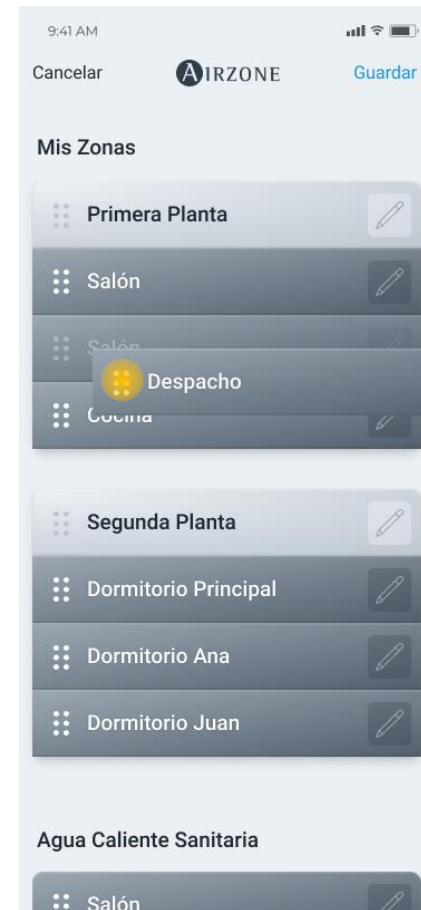 9:41 AM
Cancelar AIRZONE Guardar
Mis Zonas
Primera Planta
Salón
Salón
Despacho
Cocina
Segunda Planta
Dormitorio Principal
Dormitorio Ana
Dormitorio Juan
Agua Caliente Sanitaria
Salón